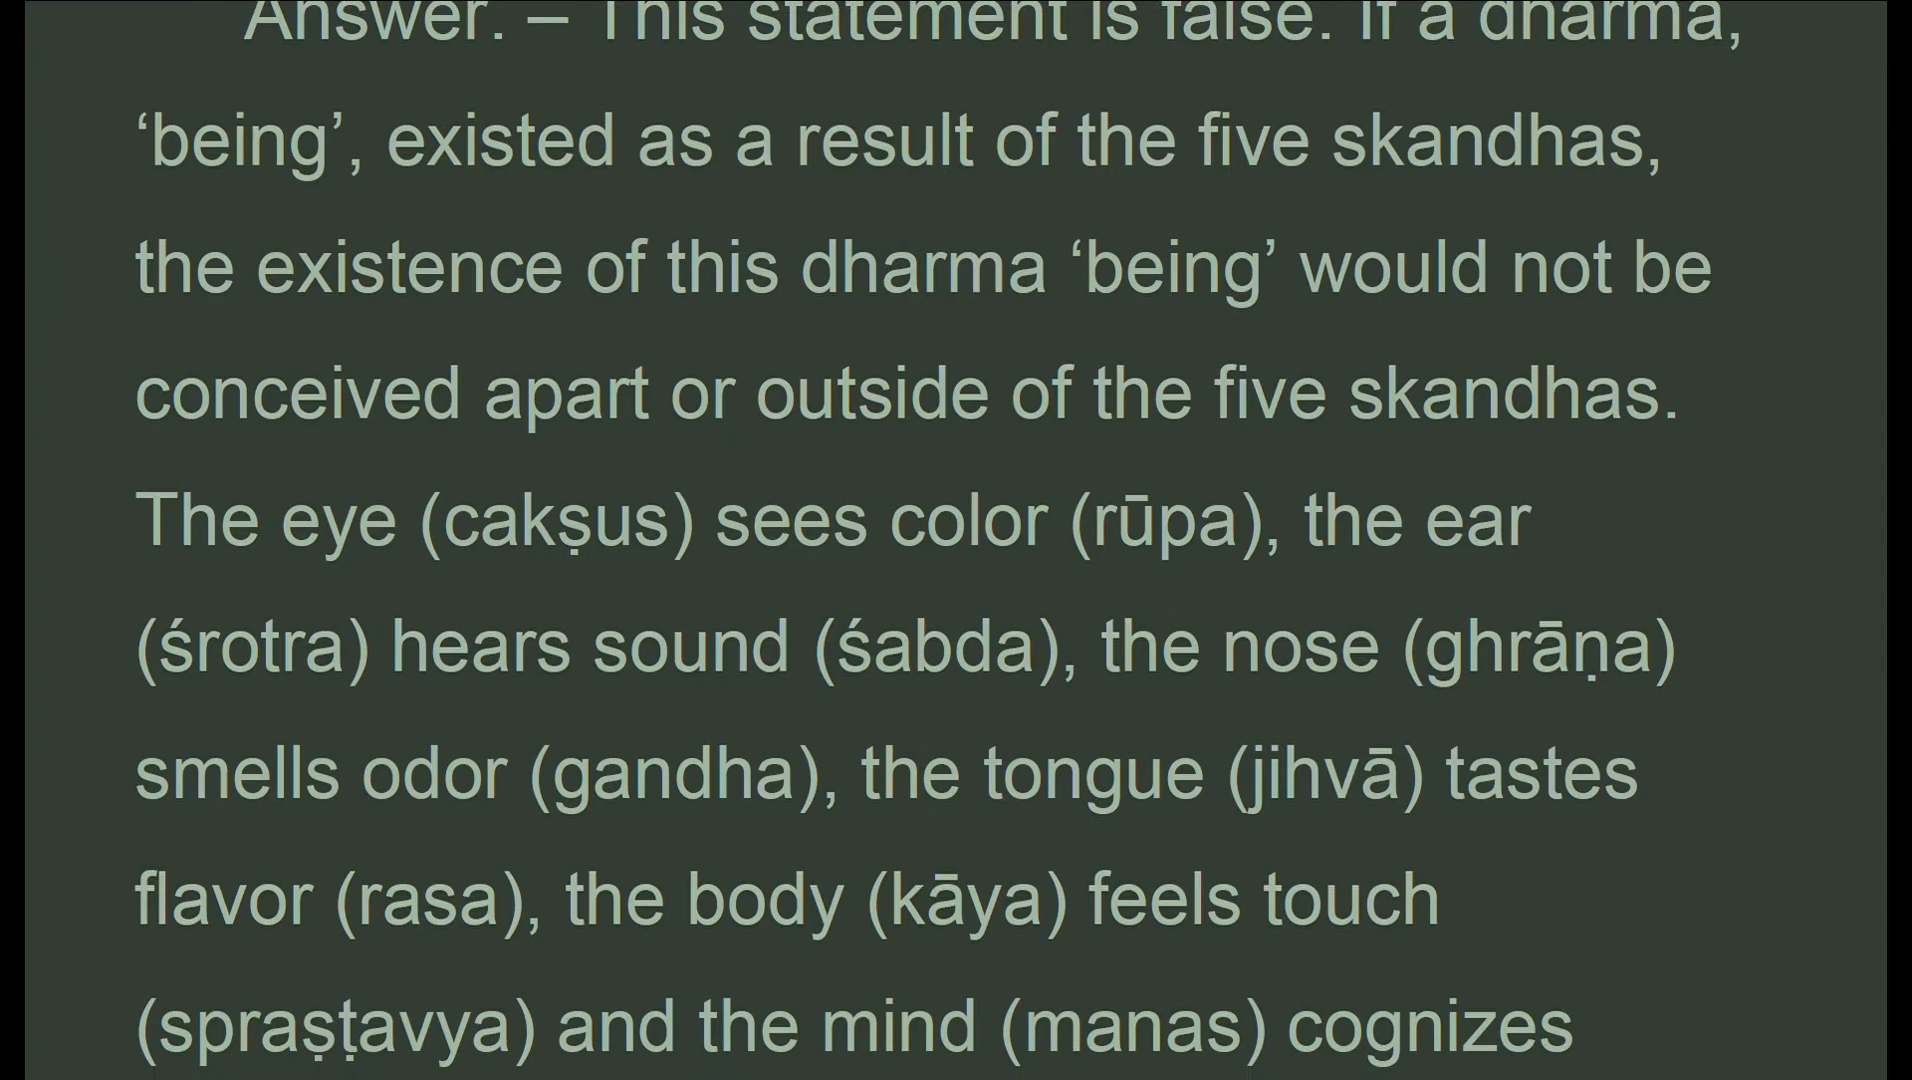 Answer. – This statement is false. If a dharma,
‘being’, existed as a result of the five skandhas,
the existence of this dharma ‘being’ would not be
conceived apart or outside of the five skandhas.
The eye (cakṣus) sees color (rūpa), the ear
(śrotra) hears sound (śabda), the nose (ghrāṇa)
smells odor (gandha), the tongue (jihvā) tastes
flavor (rasa), the body (kāya) feels touch
(spraṣṭavya) and the mind (manas) cognizes